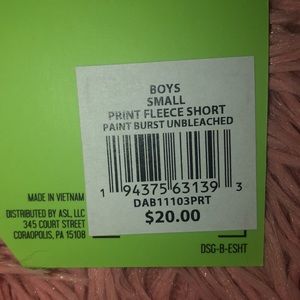 BOYS
SMALL
PRINT FLEECE SHORT
PAINT BURST UNBLEACHED
1 94375 63139 3
DAB11103PRT
$20.00
MADE IN VIETNAM
DISTRIBUTED BY ASL, LLC
345 COURT STREET
CORAOPOLIS, PA 15108
DSG-B-ESHT